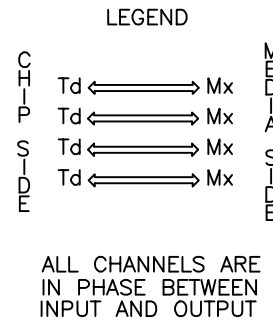 LEGEND
CHIP SIDE
Td Mx
Td Mx
Td Mx
Td Mx
MEDIA SIDE
ALL CHANNELS ARE
IN PHASE BETWEEN
INPUT AND OUTPUT